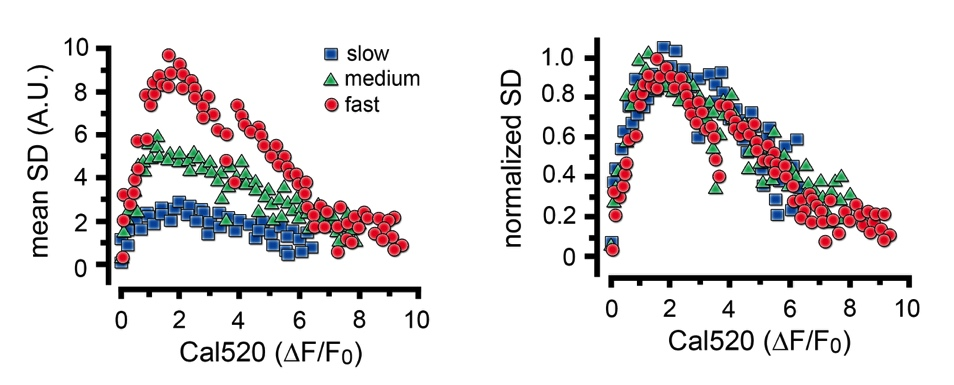 mean SD (A.U.)
10
8
6
4
2
0
slow
medium
fast
0 2 4 6 8 10
Cal520 (ΔF/F₀)
normalized SD
1.0
0.8
0.6
0.4
0.2
0
0 2 4 6 8 10
Cal520 (ΔF/F₀)